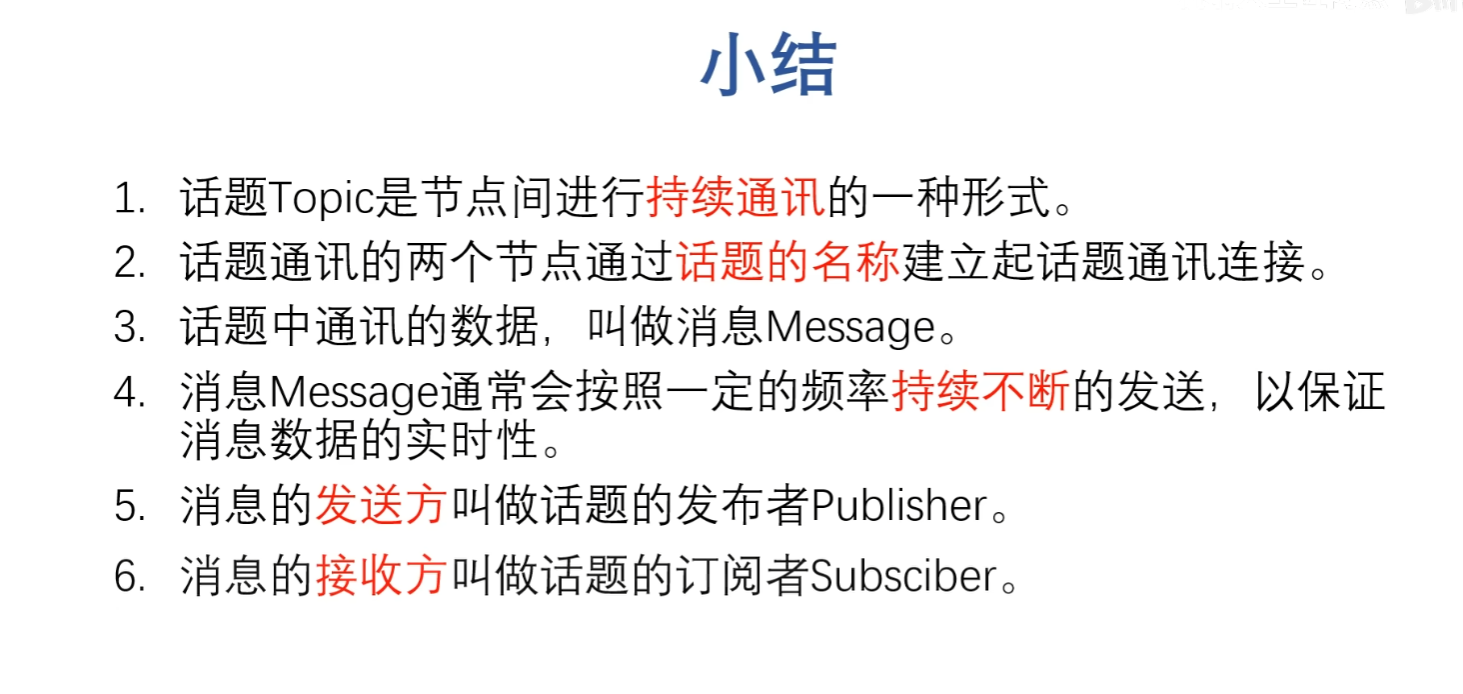 小结
1. 话题Topic是节点间进行持续通讯的一种形式。
2. 话题通讯的两个节点通过话题的名称建立起话题通讯连接。
3. 话题中通讯的数据，叫做消息Message。
4. 消息Message通常会按照一定的频率持续不断的发送，以保证
消息数据的实时性。
5. 消息的发送方叫做话题的发布者Publisher。
6. 消息的接收方叫做话题的订阅者Subsciber。